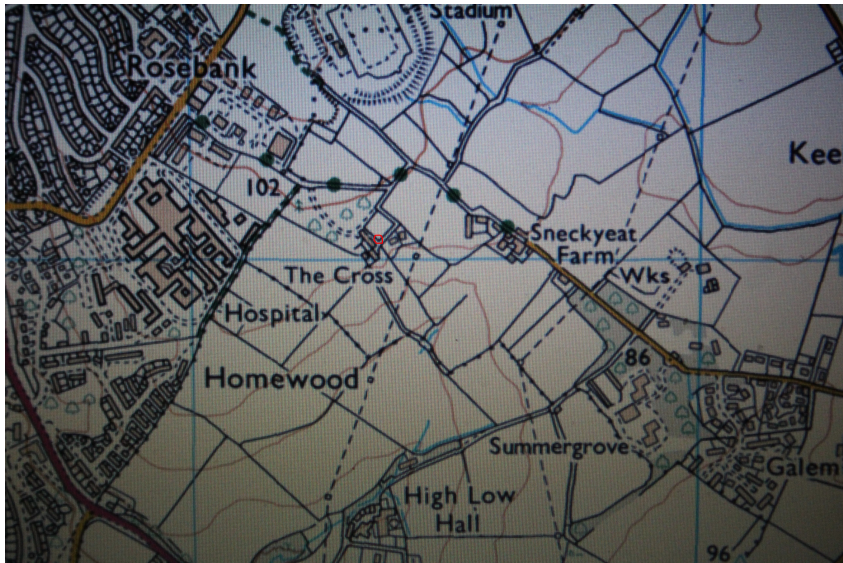 Stadium
Rosebank
Kee
102
Sneckyeat
Farm
The Cross
Wks
Hospital
86
Homewood
Summergrove
Galem
High Low
Hall
96